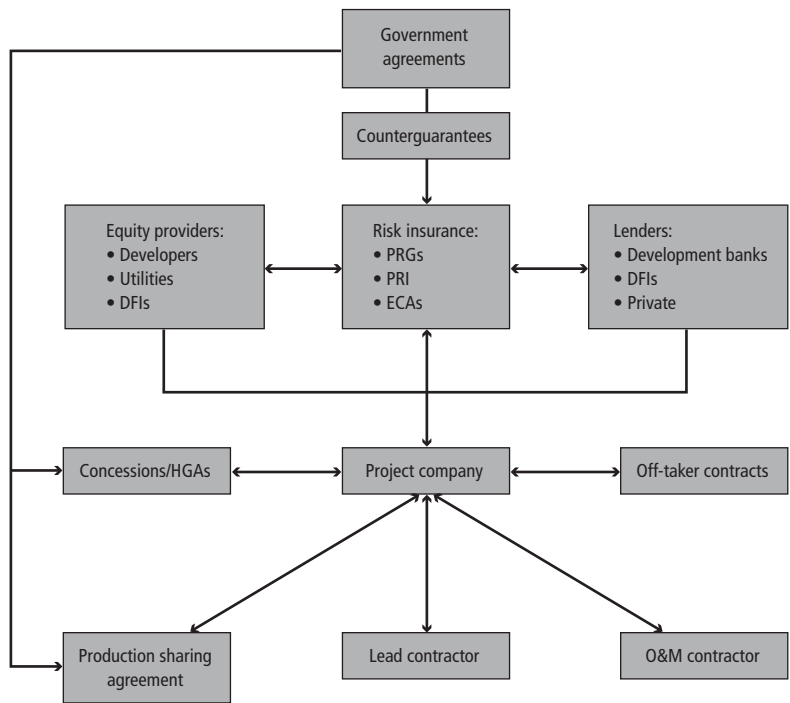 Government
agreements
Counterguarantees
Equity providers:
• Developers
• Utilities
• DFIs
Risk insurance:
• PRGs
• PRI
• ECAs
Lenders:
• Development banks
• DFIs
• Private
Concessions/HGAs
Project company
Off-taker contracts
Production sharing
agreement
Lead contractor
O&M contractor